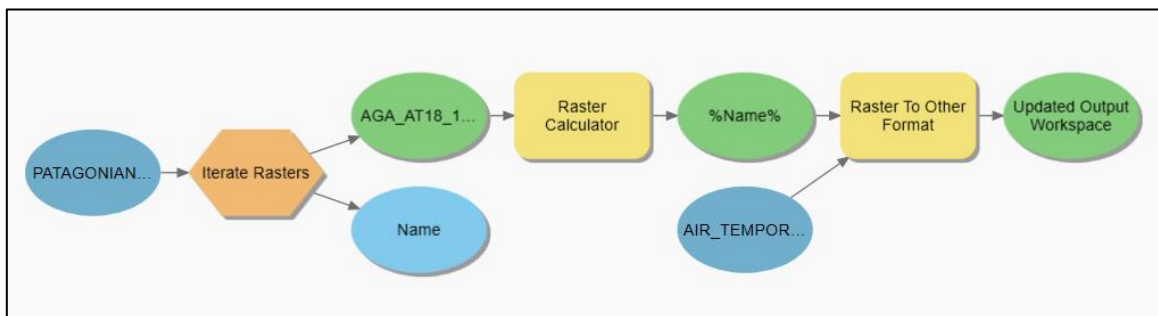 PATAGONIAN...
Iterate Rasters
AGA_AT18_1...
Name
Raster
Calculator
%Name%
AIR_TEMPOR...
Raster To Other
Format
Updated Output
Workspace